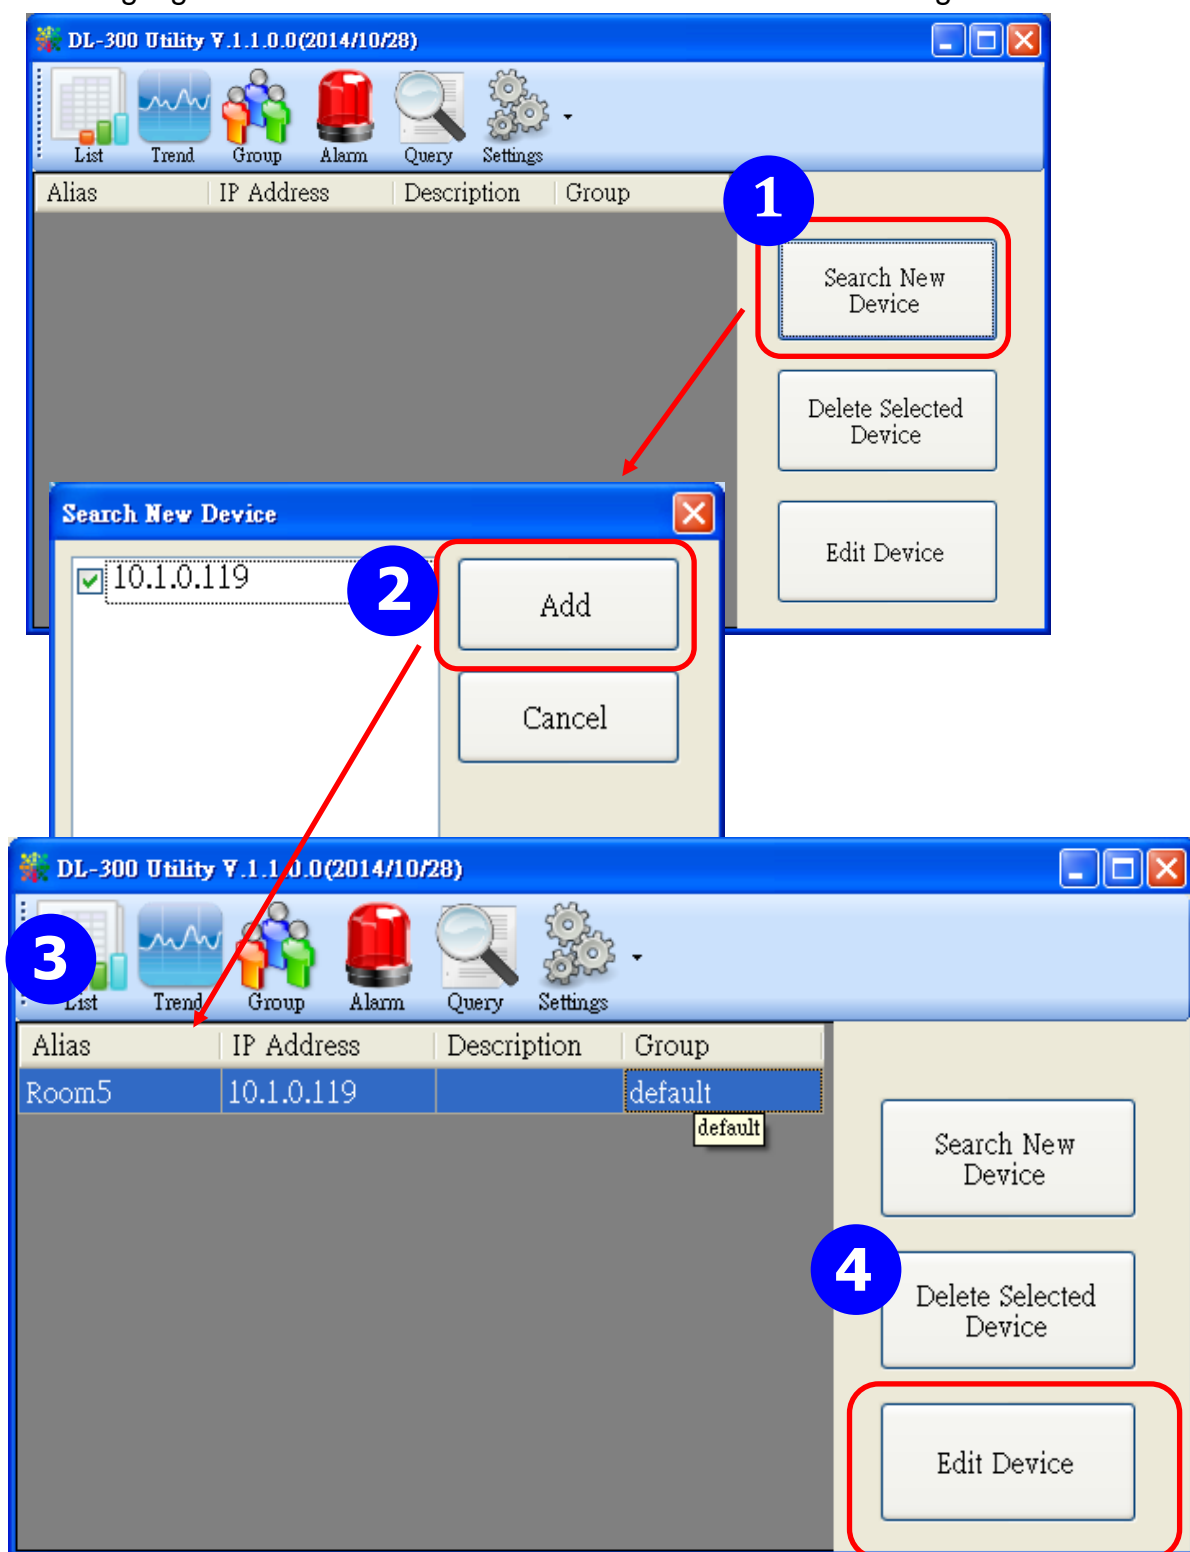 DL-300 Utility V.1.1.0.0(2014/10/28)
List Trend Group Alarm Query Settings
Alias IP Address Description Group
1
Search New
Device
Delete Selected
Device
Edit Device
Search New Device
10.1.0.119
2
Add
Cancel
DL-300 Utility V.1.1.0.0(2014/10/28)
3
List Trend Group Alarm Query Settings
Alias IP Address Description Group
Room5 10.1.0.119 default
default
Search New
Device
4
Delete Selected
Device
Edit Device